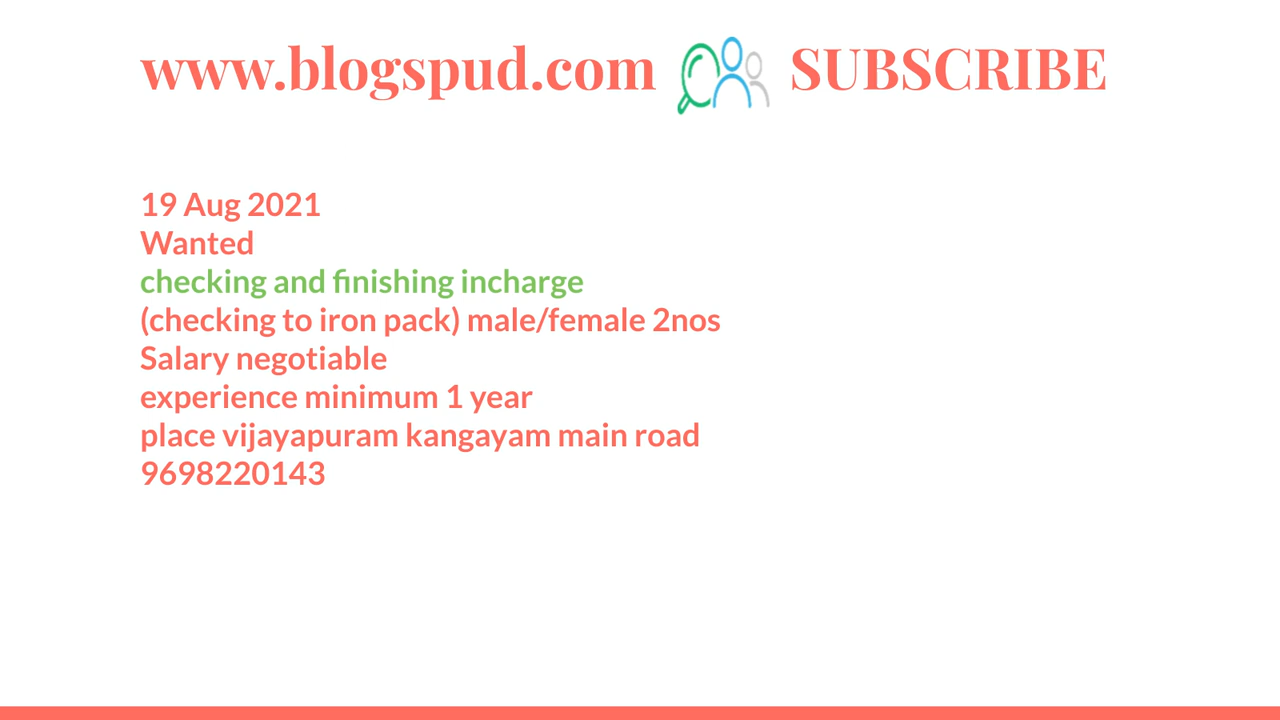 www.blogspud.com SUBSCRIBE
19 Aug 2021
Wanted
checking and finishing incharge
(checking to iron pack) male/female 2nos
Salary negotiable
experience minimum 1 year
place vijayapuram kangayam main road
9698220143